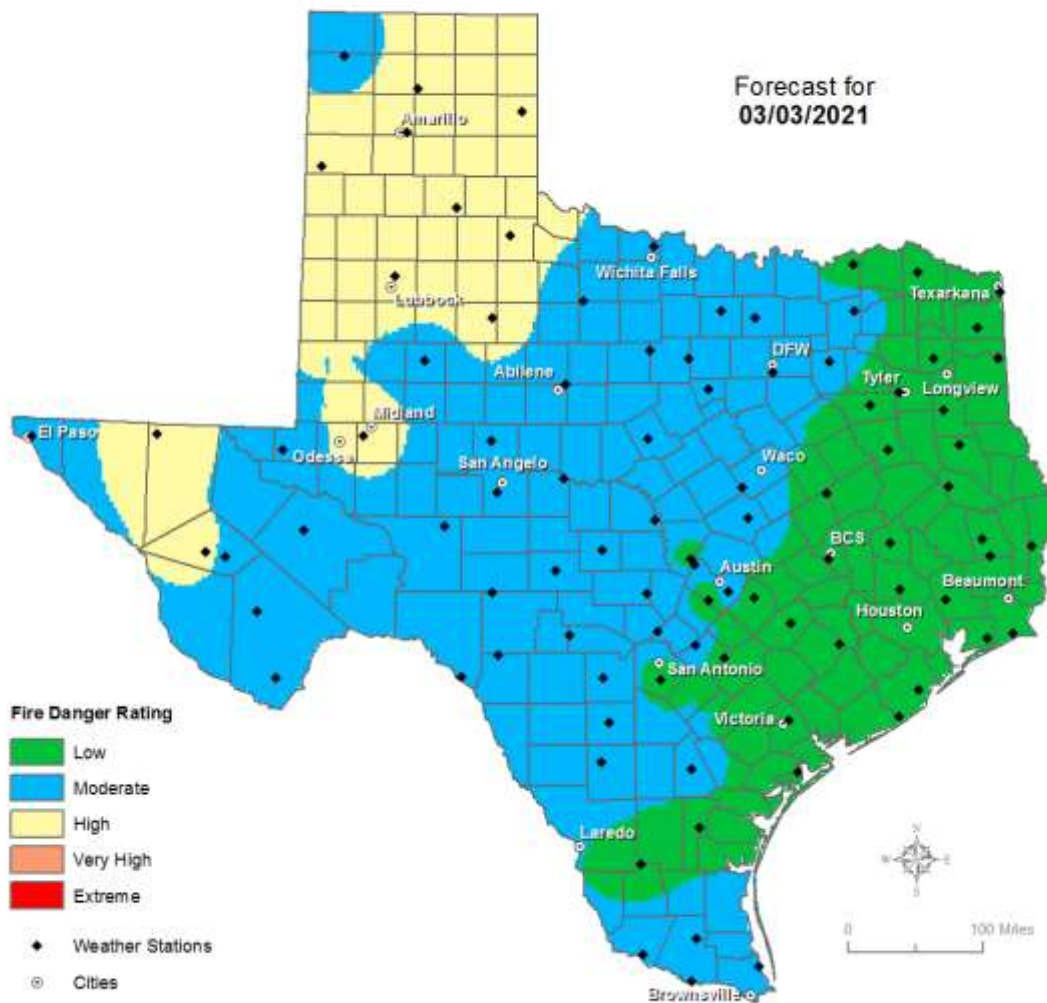 Forecast for
03/03/2021
Amarillo
Wichita Falls
Lubbock
Texarkana
DFW
Abilene
Tyler
Longview
Midland
El Paso
Odessa
San Angelo
Waco
BCS
Austin
Beaumont
Houston
San Antonio
Victoria
Fire Danger Rating
Low
Moderate
High
Very High
Extreme
Laredo
N
W
E
S
0
100 Miles
Weather Stations
Cities
Brownsville